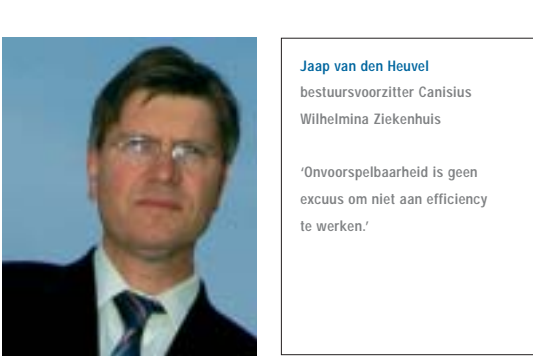 Jaap van den Heuvel
bestuursvoorzitter Canisius
Wilhelmina Ziekenhuis
‘Onvoorspelbaarheid is geen
excuus om niet aan efficiency
te werken.’